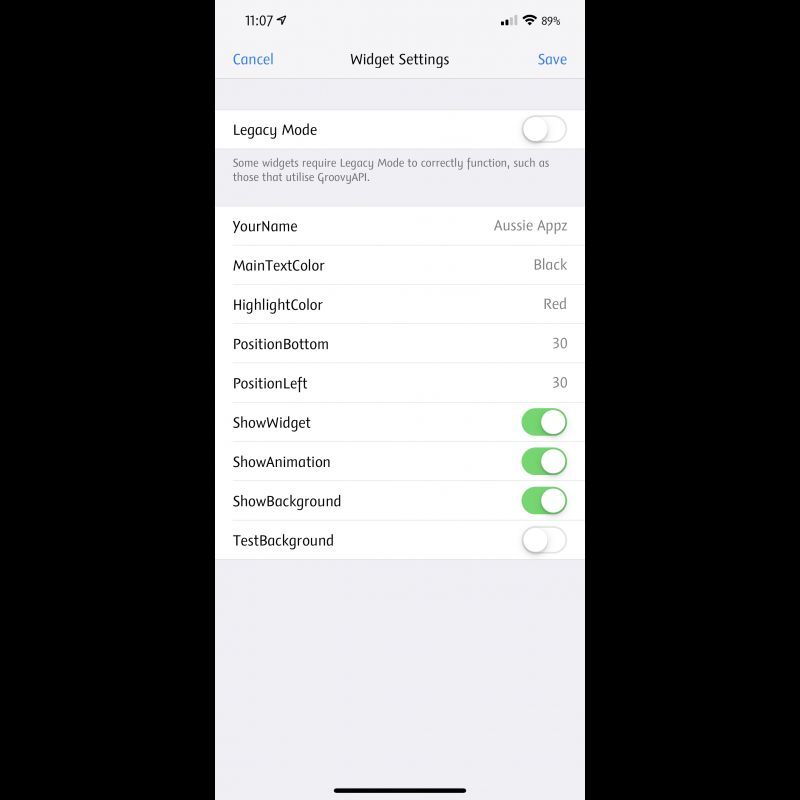 11:07 89%
Cancel Widget Settings Save
Legacy Mode
Some widgets require Legacy Mode to correctly function, such as
those that utilise GroovyAPI.
YourName Aussie Appz
MainTextColor Black
HighlightColor Red
PositionBottom 30
PositionLeft 30
ShowWidget
ShowAnimation
ShowBackground
TestBackground